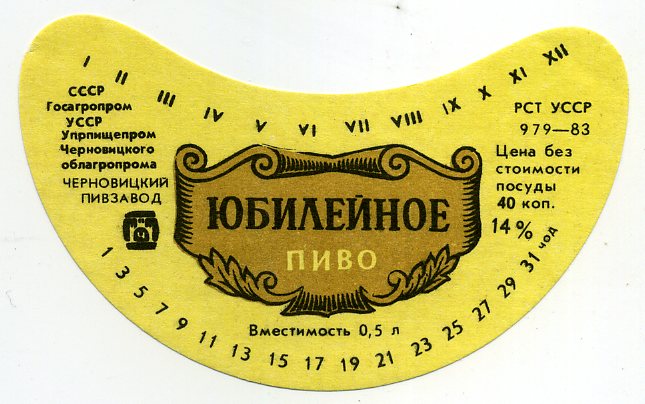 I II III IV V VI VII VIII IX X XI XII
СССР
Госагропром
УССР
Упрпищепром
Черновицкого
облагропрома
ЧЕРНОВИЦКИЙ
ПИВЗАВОД
ЮБИЛЕЙНОЕ
ПИВО
Вместимость 0,5 л
РСТ УССР
979—83
Цена без
стоимости
посуды
40 коп.
14%
1 3 5 7 9 11 13 15 17 19 21 23 25 27 29 31 чод